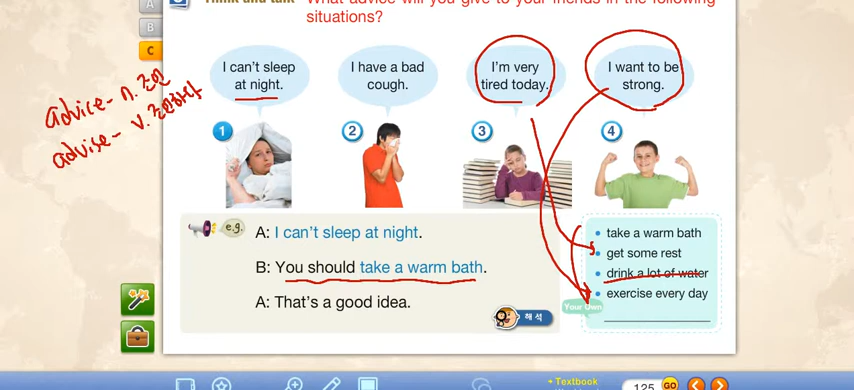 Think and talk What advice will you give to your friends in the following
situations?
A
B
C
I can't sleep
at night.
I have a bad
cough.
I'm very
tired today.
I want to be
strong.
advice - n. 조언
advise - v. 조언하다
1
2
3
4
e.g.
A: I can't sleep at night.
B: You should take a warm bath.
A: That's a good idea.
해석
• take a warm bath
• get some rest
• drink a lot of water
• exercise every day
Your Own
• Textbook
125
GO